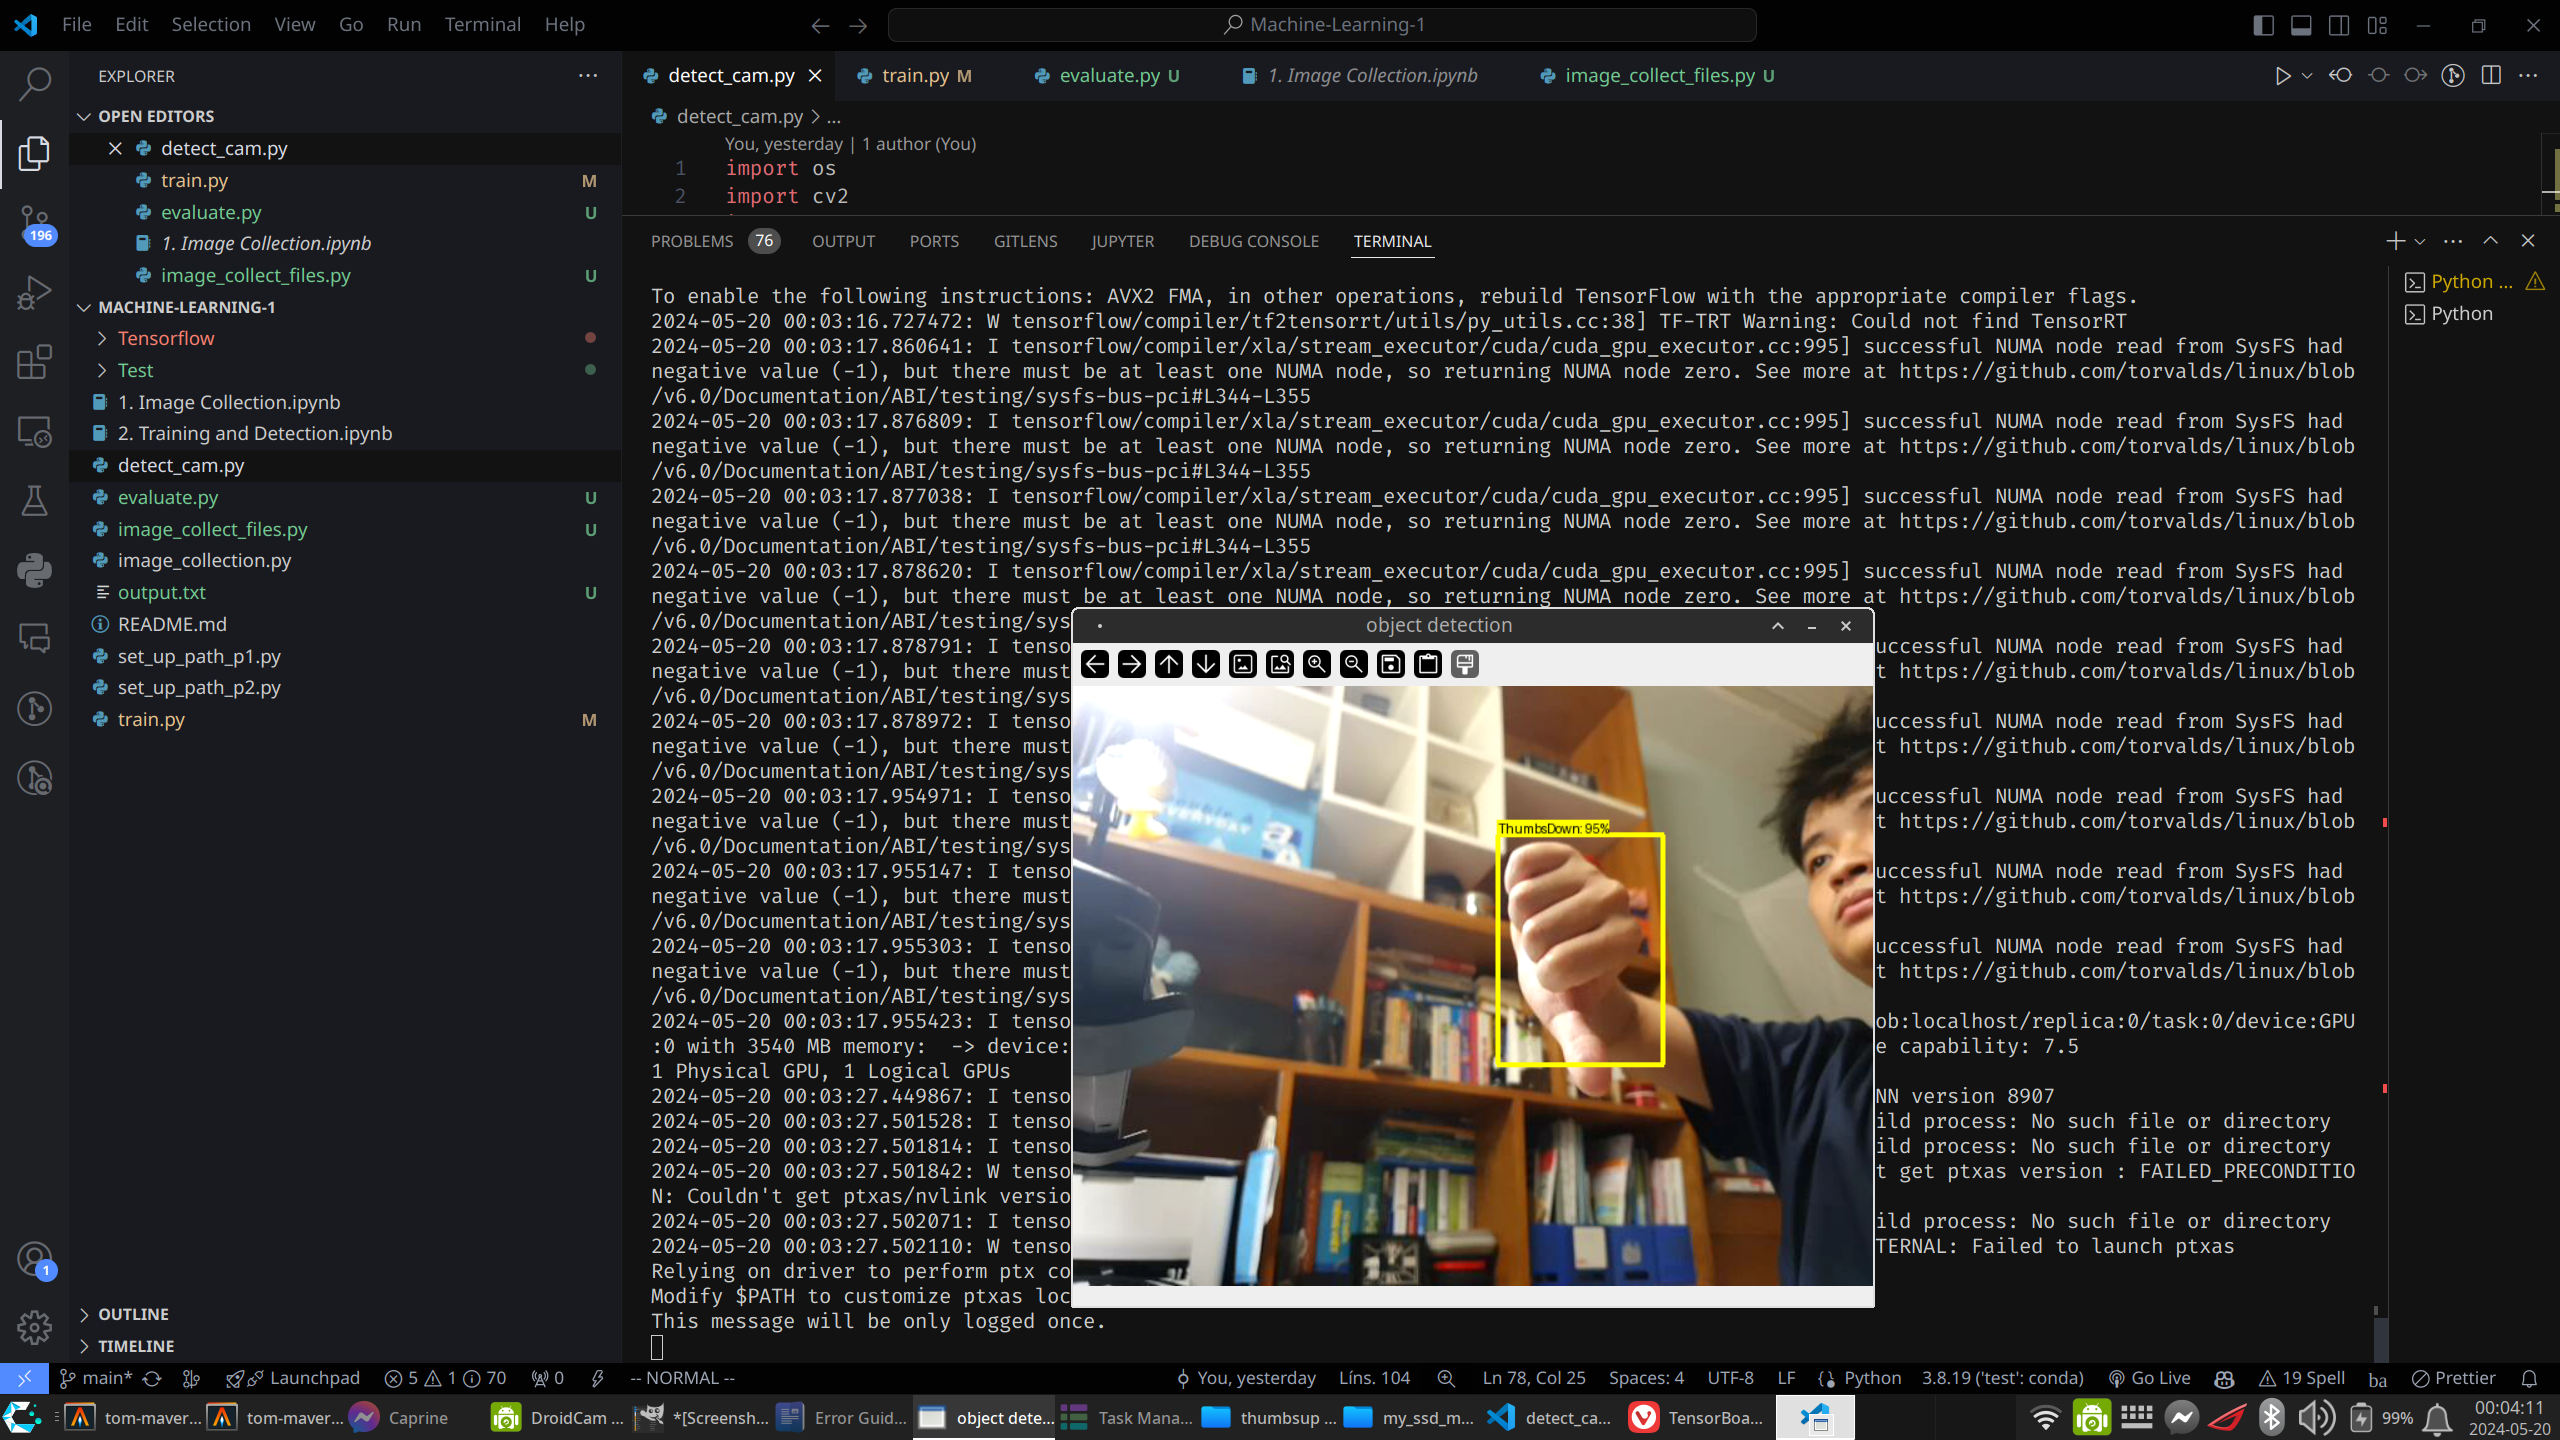 File Edit Selection View Go Run Terminal Help
Machine-Learning-1
EXPLORER
OPEN EDITORS
detect_cam.py
train.py M
evaluate.py U
1. Image Collection.ipynb
image_collect_files.py U
MACHINE-LEARNING-1
Tensorflow
Test
1. Image Collection.ipynb
2. Training and Detection.ipynb
detect_cam.py
evaluate.py U
image_collect_files.py U
image_collection.py
output.txt U
README.md
set_up_path_p1.py
set_up_path_p2.py
train.py M
OUTLINE
TIMELINE
196
1
detect_cam.py train.py M evaluate.py U 1. Image Collection.ipynb image_collect_files.py U
detect_cam.py > ...
You, yesterday | 1 author (You)
1 import os
2 import cv2
PROBLEMS 76 OUTPUT PORTS GITLENS JUPYTER DEBUG CONSOLE TERMINAL
Python ...
Python
To enable the following instructions: AVX2 FMA, in other operations, rebuild TensorFlow with the appropriate compiler flags.
2024-05-20 00:03:16.727472: W tensorflow/compiler/tf2tensorrt/utils/py_utils.cc:38] TF-TRT Warning: Could not find TensorRT
2024-05-20 00:03:17.860641: I tensorflow/compiler/xla/stream_executor/cuda/cuda_gpu_executor.cc:995] successful NUMA node read from SysFS had
negative value (-1), but there must be at least one NUMA node, so returning NUMA node zero. See more at https://github.com/torvalds/linux/blob
/v6.0/Documentation/ABI/testing/sysfs-bus-pci#L344-L355
2024-05-20 00:03:17.876809: I tensorflow/compiler/xla/stream_executor/cuda/cuda_gpu_executor.cc:995] successful NUMA node read from SysFS had
negative value (-1), but there must be at least one NUMA node, so returning NUMA node zero. See more at https://github.com/torvalds/linux/blob
/v6.0/Documentation/ABI/testing/sysfs-bus-pci#L344-L355
2024-05-20 00:03:17.877038: I tensorflow/compiler/xla/stream_executor/cuda/cuda_gpu_executor.cc:995] successful NUMA node read from SysFS had
negative value (-1), but there must be at least one NUMA node, so returning NUMA node zero. See more at https://github.com/torvalds/linux/blob
/v6.0/Documentation/ABI/testing/sysfs-bus-pci#L344-L355
2024-05-20 00:03:17.878620: I tensorflow/compiler/xla/stream_executor/cuda/cuda_gpu_executor.cc:995] successful NUMA node read from SysFS had
negative value (-1), but there must be at least one NUMA node, so returning NUMA node zero. See more at https://github.com/torvalds/linux/blob
/v6.0/Documentation/ABI/testing/sys
2024-05-20 00:03:17.878791: I tenso uccessful NUMA node read from SysFS had
negative value (-1), but there must t https://github.com/torvalds/linux/blob
/v6.0/Documentation/ABI/testing/sys
2024-05-20 00:03:17.878972: I tenso uccessful NUMA node read from SysFS had
negative value (-1), but there must t https://github.com/torvalds/linux/blob
/v6.0/Documentation/ABI/testing/sys
2024-05-20 00:03:17.954971: I tenso uccessful NUMA node read from SysFS had
negative value (-1), but there must t https://github.com/torvalds/linux/blob
/v6.0/Documentation/ABI/testing/sys
2024-05-20 00:03:17.955147: I tenso uccessful NUMA node read from SysFS had
negative value (-1), but there must t https://github.com/torvalds/linux/blob
/v6.0/Documentation/ABI/testing/sys
2024-05-20 00:03:17.955303: I tenso uccessful NUMA node read from SysFS had
negative value (-1), but there must t https://github.com/torvalds/linux/blob
/v6.0/Documentation/ABI/testing/sys
2024-05-20 00:03:17.955423: I tenso ob:localhost/replica:0/task:0/device:GPU
:0 with 3540 MB memory: -> device: e capability: 7.5
1 Physical GPU, 1 Logical GPUs
2024-05-20 00:03:27.449867: I tenso NN version 8907
2024-05-20 00:03:27.501528: I tenso ild process: No such file or directory
2024-05-20 00:03:27.501814: I tenso ild process: No such file or directory
2024-05-20 00:03:27.501842: W tenso t get ptxas version : FAILED_PRECONDITIO
N: Couldn't get ptxas/nvlink versio
2024-05-20 00:03:27.502071: I tenso ild process: No such file or directory
2024-05-20 00:03:27.502110: W tenso TERNAL: Failed to launch ptxas
Relying on driver to perform ptx co
Modify $PATH to customize ptxas loc
This message will be only logged once.
object detection
ThumbsDown: 95%
EVERYDAY
main* Launchpad 5 1 70 0 -- NORMAL -- You, yesterday Líns. 104 Ln 78, Col 25 Spaces: 4 UTF-8 LF Python 3.8.19 ('test': conda) Go Live 19 Spell ba Prettier
tom-maver... tom-maver... Caprine DroidCam ... *[Screensh... Error Guid... object dete... Task Mana... thumbsup ... my_ssd_m... detect_ca... TensorBoa... 99% 00:04:11
2024-05-20